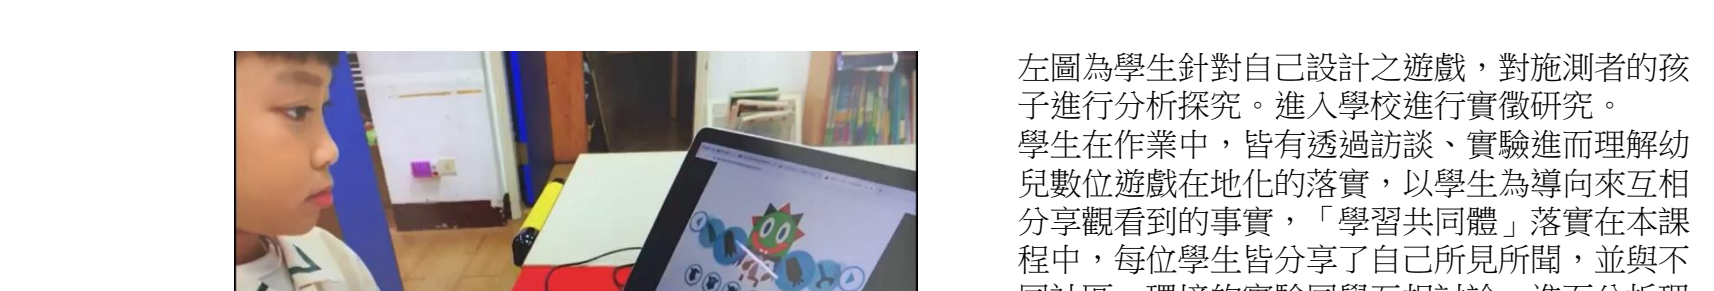 左圖為學生針對自己設計之遊戲，對施測者的孩
子進行分析探究。進入學校進行實徵研究。
學生在作業中，皆有透過訪談、實驗進而理解幼
兒數位遊戲在地化的落實，以學生為導向來互相
分享觀看到的事實，「學習共同體」落實在本課
程中，每位學生皆分享了自己所見所聞，並與不